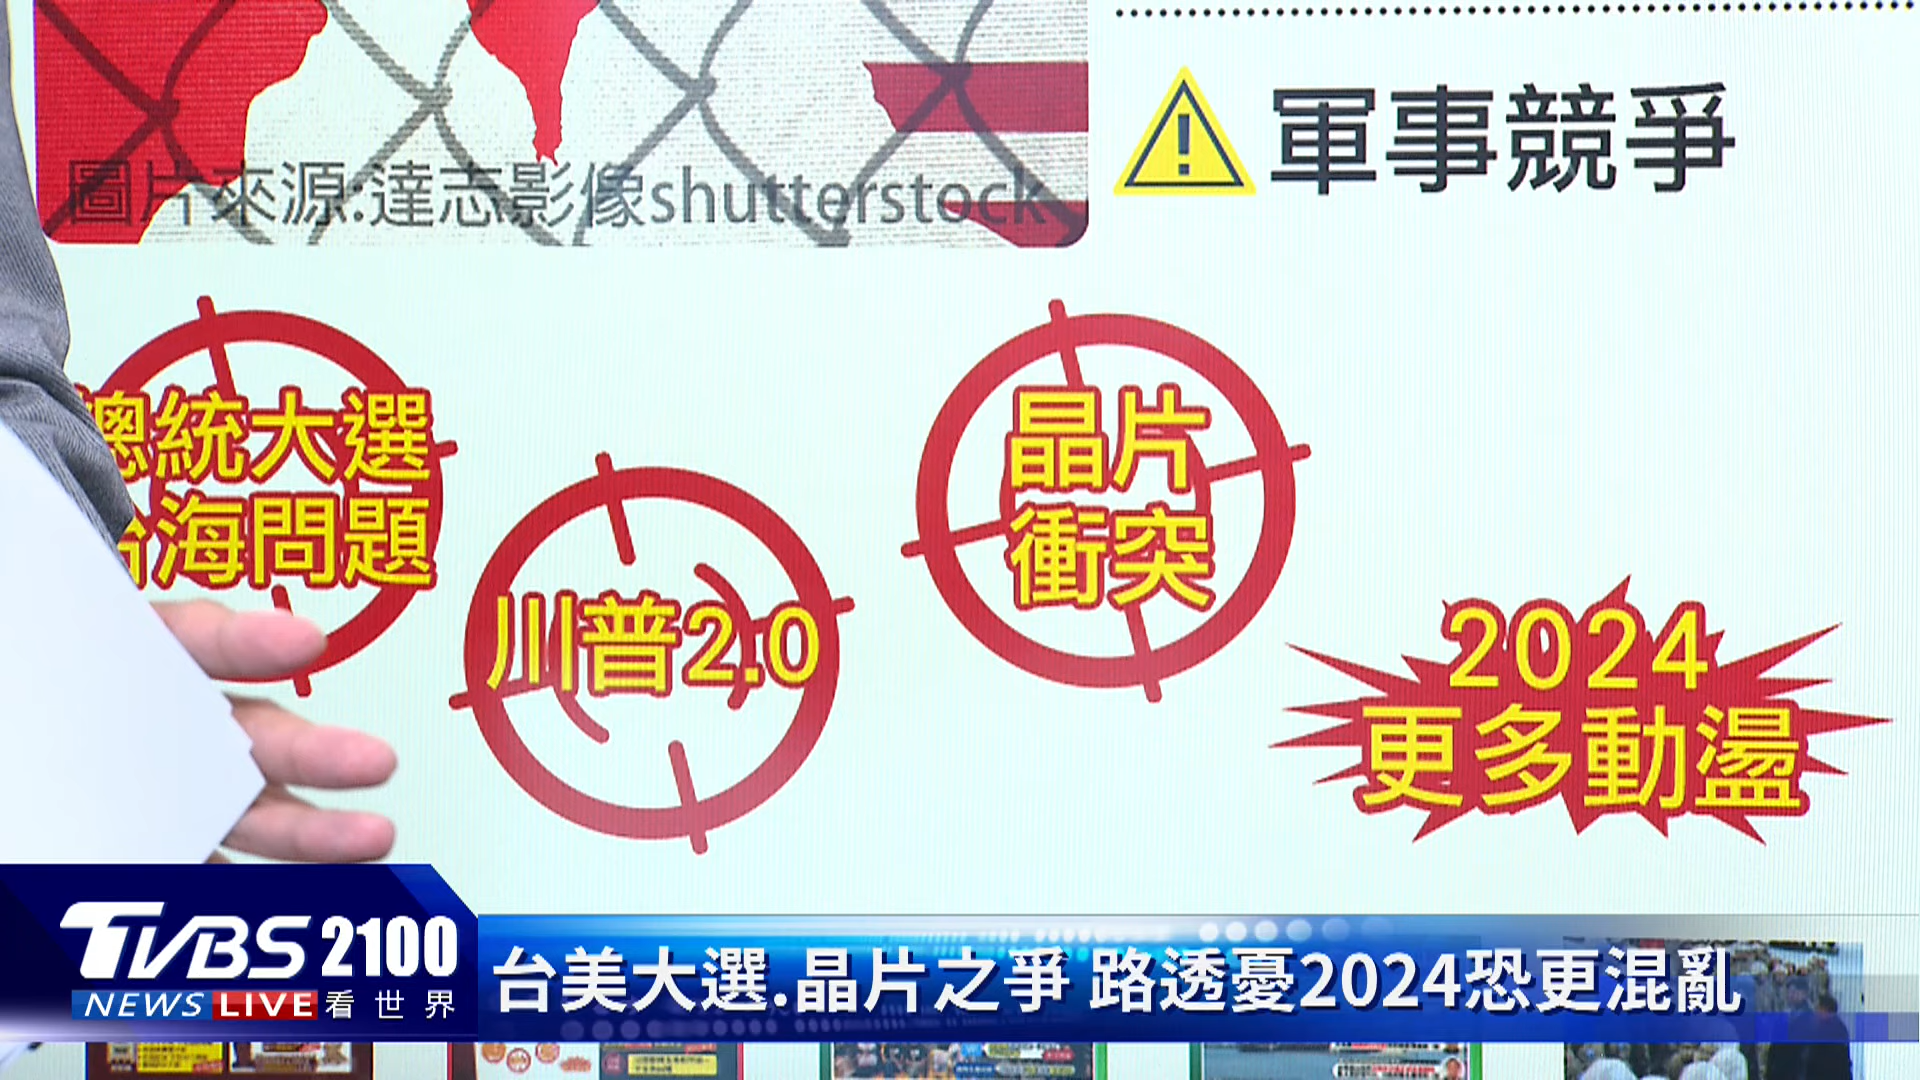 軍事競爭
圖片來源:達志影像shutterstock
總統大選
台海問題
川普2.0
晶片
衝突
2024
更多動盪
TVBS 2100
NEWS LIVE 看世界
台美大選.晶片之爭 路透憂2024恐更混亂